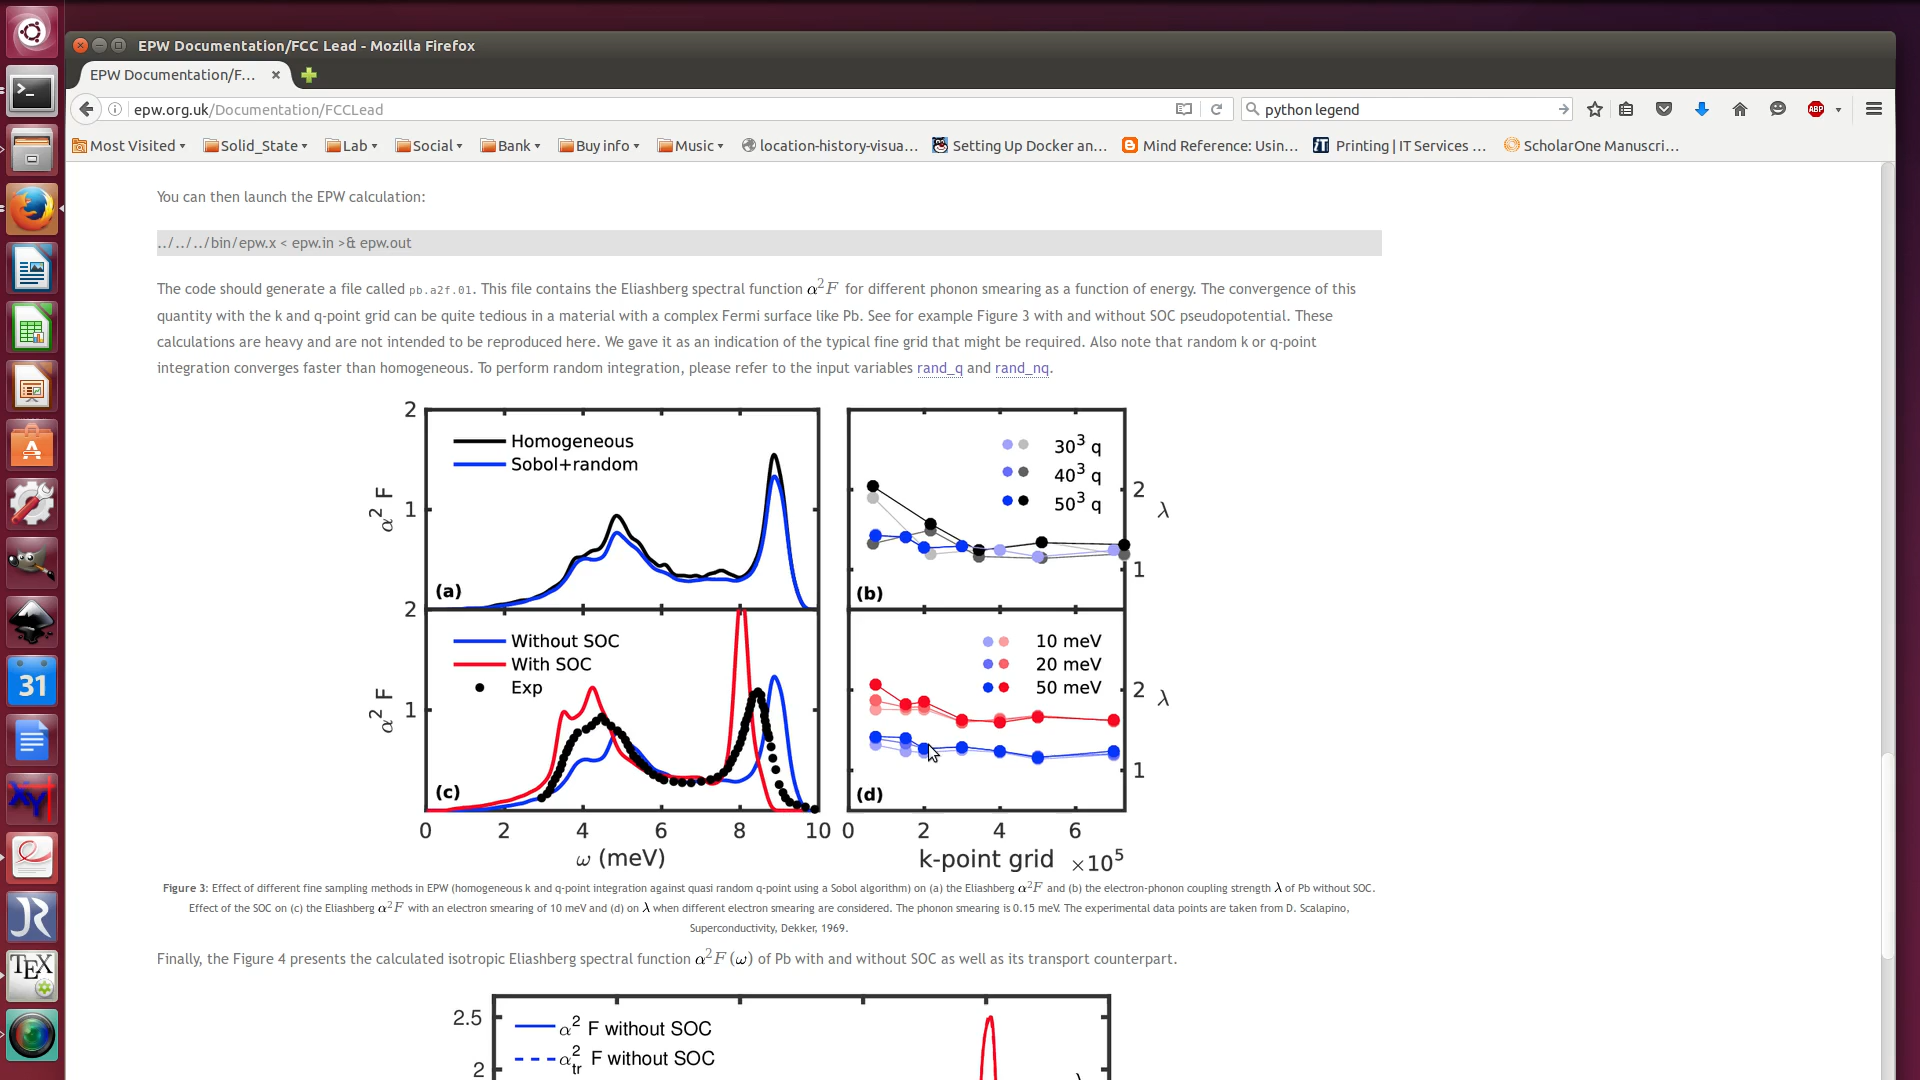 EPW Documentation/FCC Lead - Mozilla Firefox
EPW Documentation/F...
epw.org.uk/Documentation/FCCLead
python legend
ABP
Most Visited
Solid_State
Lab
Social
Bank
Buy info
Music
location-history-visua...
Setting Up Docker an...
Mind Reference: Usin...
Printing | IT Services ...
ScholarOne Manuscri...
You can then launch the EPW calculation:
../../../bin/epw.x < epw.in >& epw.out
The code should generate a file called pb.a2f.01. This file contains the Eliashberg spectral function α²F for different phonon smearing as a function of energy. The convergence of this
quantity with the k and q-point grid can be quite tedious in a material with a complex Fermi surface like Pb. See for example Figure 3 with and without SOC pseudopotential. These
calculations are heavy and are not intended to be reproduced here. We gave it as an indication of the typical fine grid that might be required. Also note that random k or q-point
integration converges faster than homogeneous. To perform random integration, please refer to the input variables rand_q and rand_nq.
2
Homogeneous
Sobol+random
α² F
1
(a)
30³ q
40³ q
50³ q
2
λ
1
(b)
2
Without SOC
With SOC
Exp
α² F
1
(c)
0 2 4 6 8 10
ω (meV)
10 meV
20 meV
50 meV
2
λ
1
(d)
0 2 4 6
k-point grid ×10⁵
Figure 3: Effect of different fine sampling methods in EPW (homogeneous k and q-point integration against quasi random q-point using a Sobol algorithm) on (a) the Eliashberg α²F and (b) the electron-phonon coupling strength λ of Pb without SOC.
Effect of the SOC on (c) the Eliashberg α²F with an electron smearing of 10 meV and (d) on λ when different electron smearing are considered. The phonon smearing is 0.15 meV. The experimental data points are taken from D. Scalapino,
Superconductivity, Dekker, 1969.
Finally, the Figure 4 presents the calculated isotropic Eliashberg spectral function α²F(ω) of Pb with and without SOC as well as its transport counterpart.
2.5
α² F without SOC
α²tr F without SOC
2
31
XY
JR
TEX